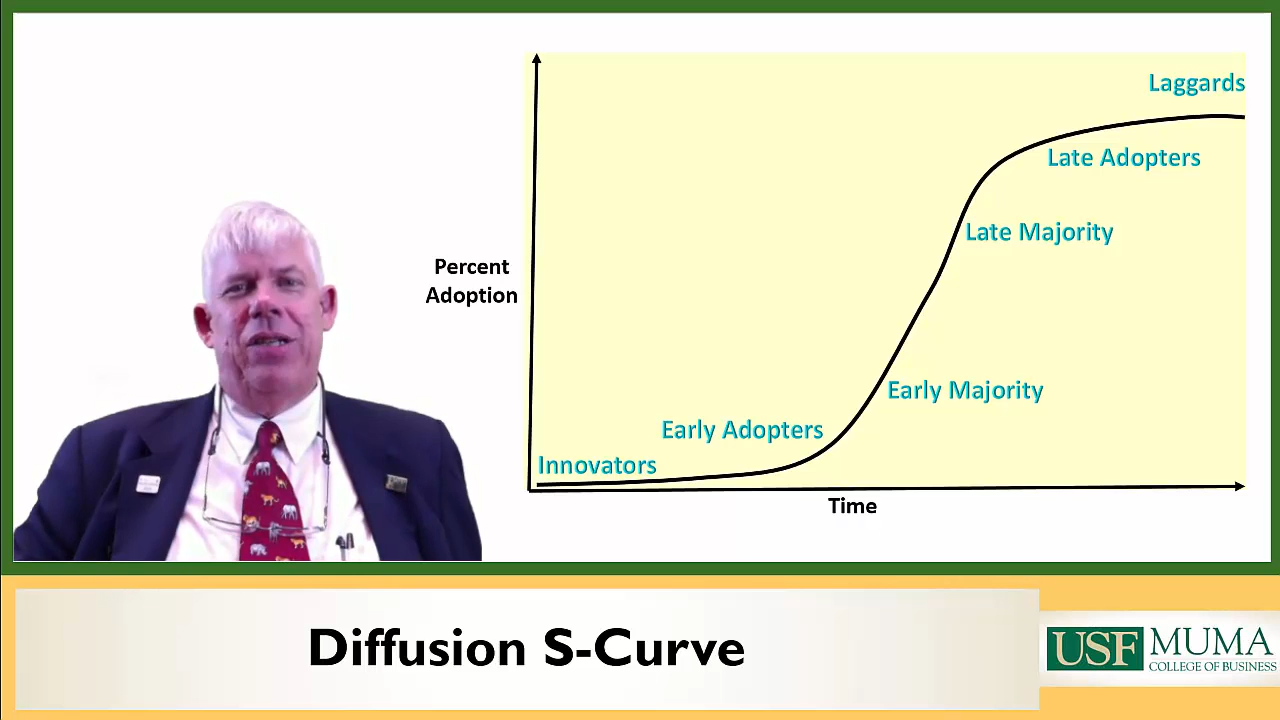 Laggards
Late Adopters
Late Majority
Percent
Adoption
Early Majority
Early Adopters
Innovators
Time
Diffusion S-Curve
USF MUMA
COLLEGE OF BUSINESS